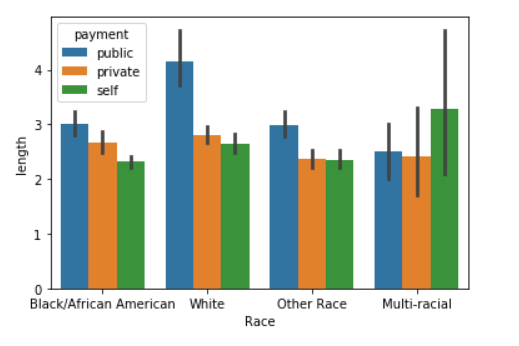 payment
public
private
self
length
4
3
2
1
0
Black/African American White Other Race Multi-racial
Race